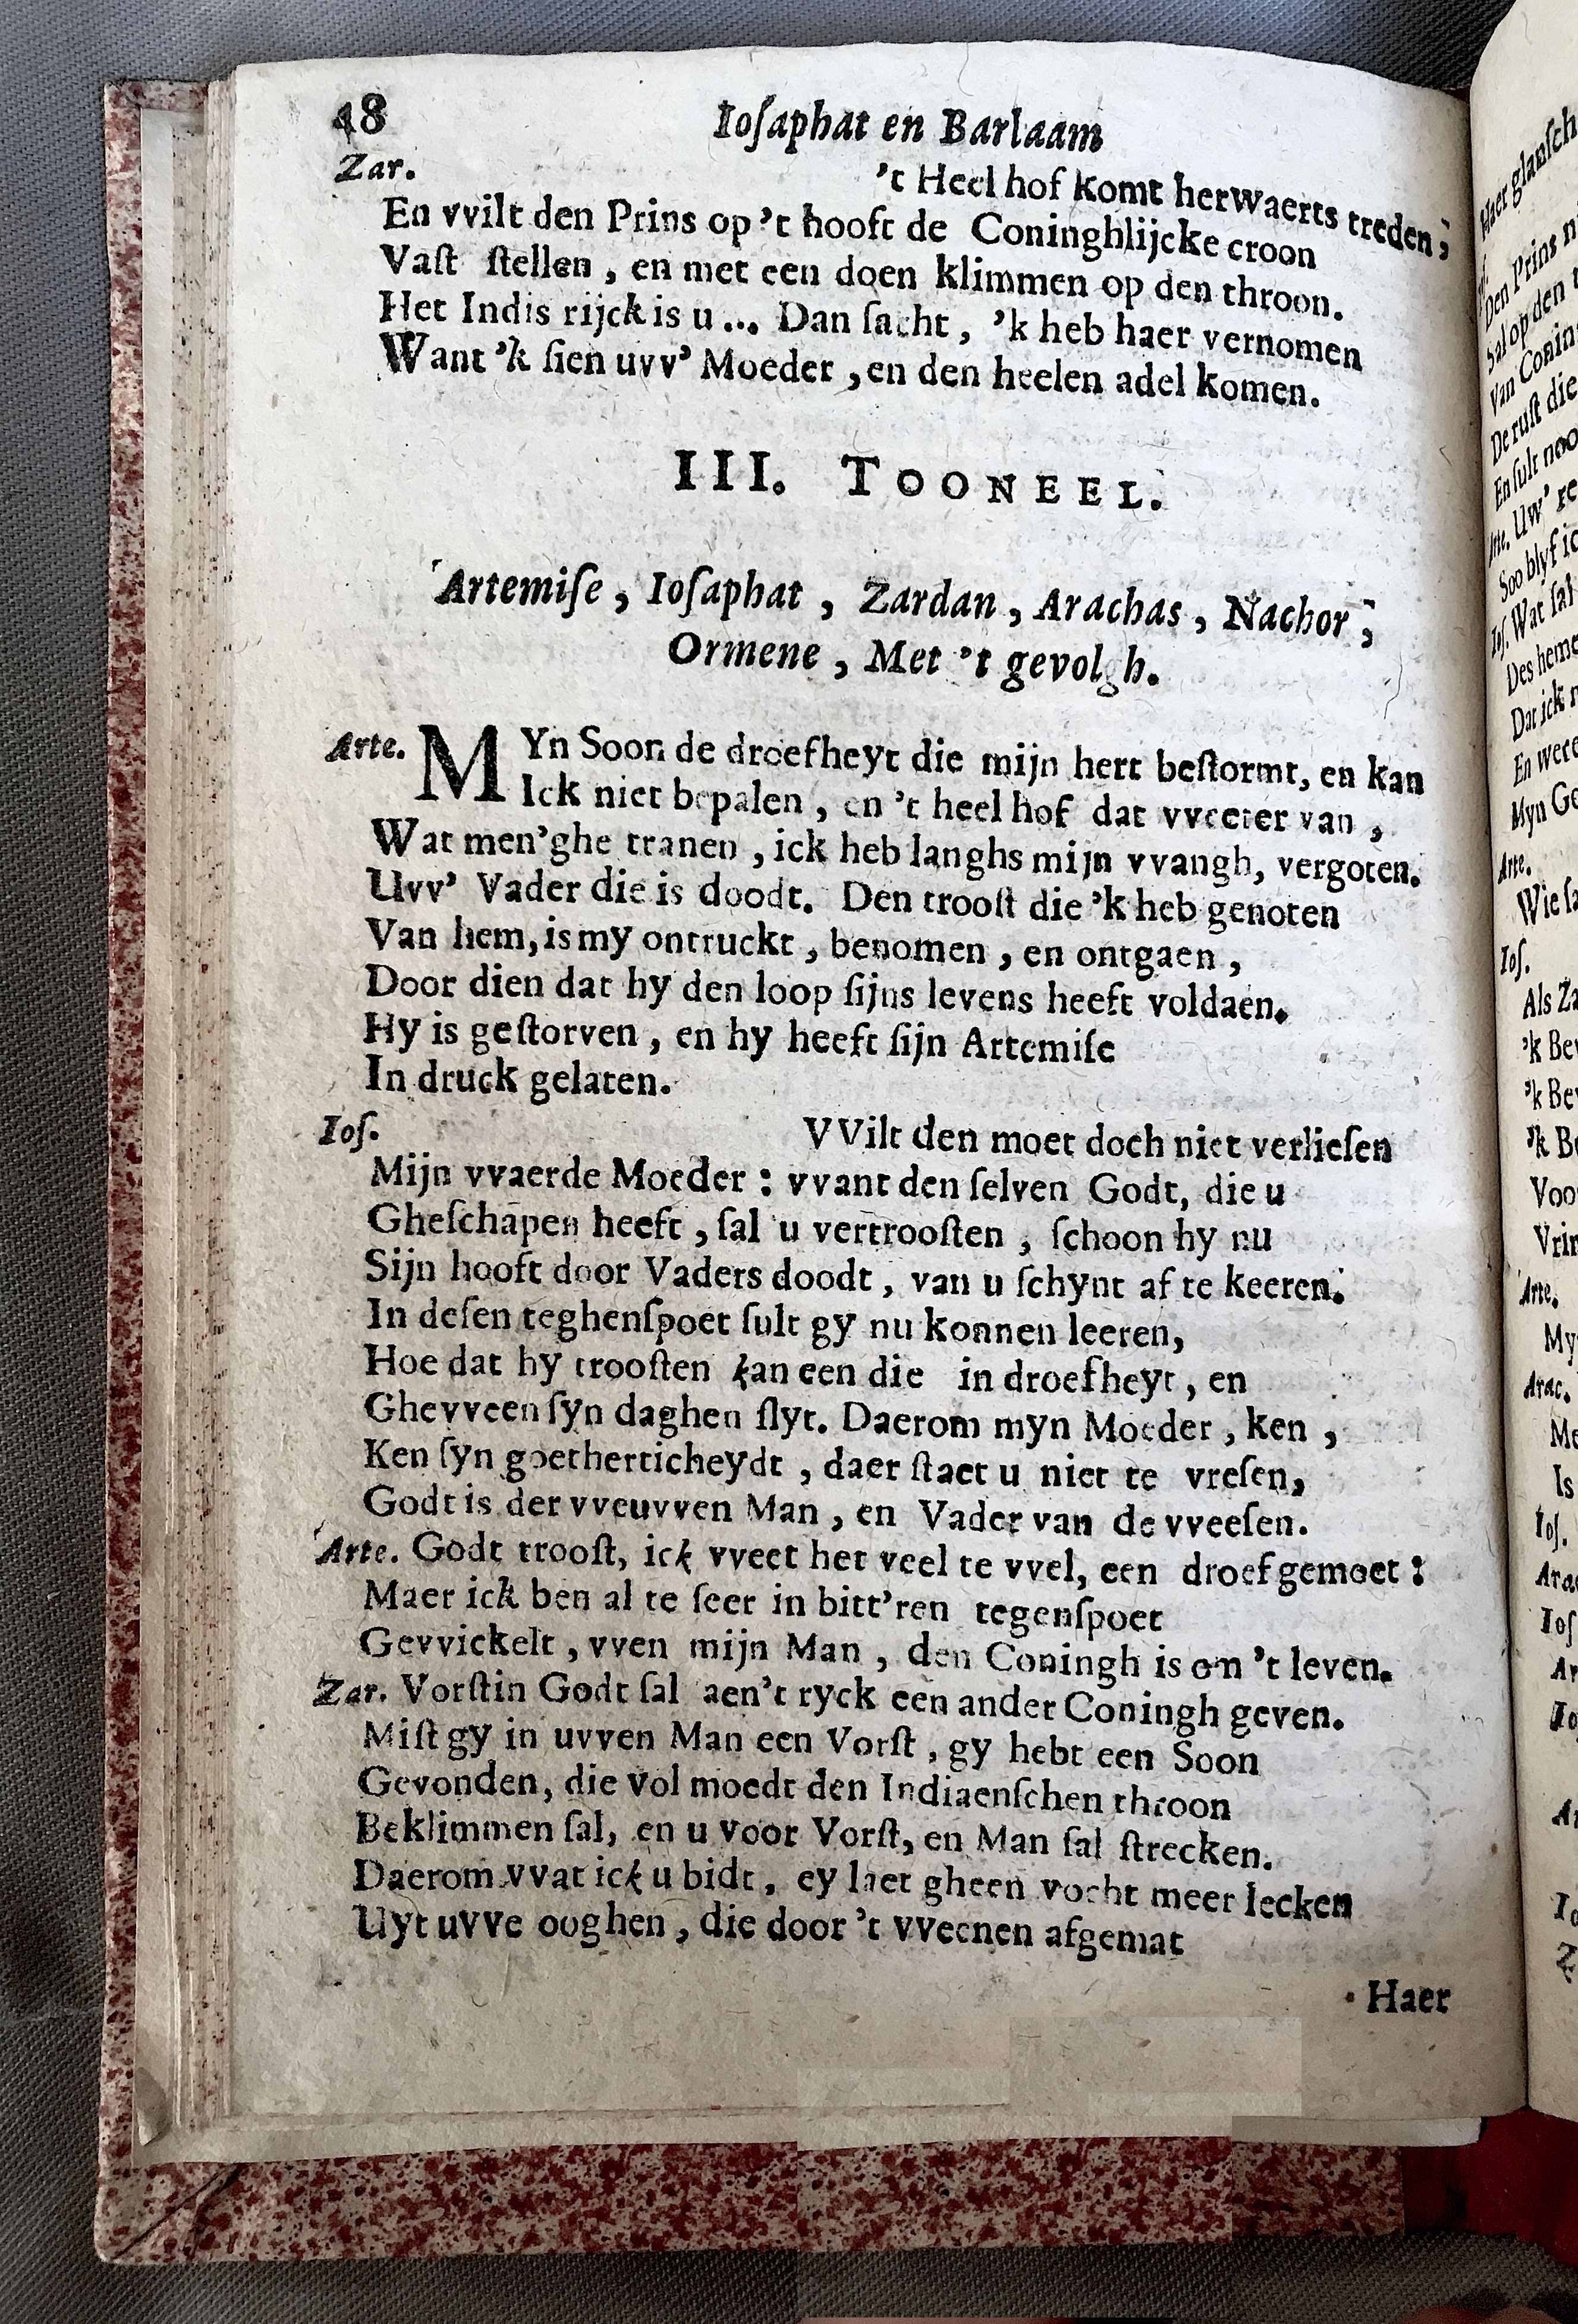 48 Ioſaphat en Barlaam
Zar. 't Heel hof komt herwaerts treden,
En vvilt den Prins op 't hooft de Coninghlijcke croon
Vaſt ſtellen, en met een doen klimmen op den throon.
Het Indis rijck is u... Dan ſacht, 'k heb haer vernomen
Want 'k ſien uvv' Moeder, en den heelen adel komen.
III. TOONEEL.
Artemiſe, Ioſaphat, Zardan, Arachas, Nachor,
Ormene, Met 't gevolgh.
Arte. MYn Soon de droefheyt die mijn hert beſtormt, en kan
Ick niet bepalen, en 't heel hof dat vveeter van,
Wat men'ghe tranen, ick heb langhs mijn vvangh, vergoten.
Uvv' Vader die is doodt. Den trooſt die 'k heb genoten
Van hem, is my ontruckt, benomen, en ontgaen,
Door dien dat hy den loop ſijns levens heeft voldaen.
Hy is geſtorven, en hy heeft ſijn Artemiſe
In druck gelaten.
Ioſ. VVilt den moet doch niet verlieſen
Mijn vvaerde Moeder: vvant den ſelven Godt, die u
Gheſchapen heeft, ſal u vertrooſten, ſchoon hy nu
Sijn hooft door Vaders doodt, van u ſchynt af te keeren.
In deſen teghenſpoet ſult gy nu konnen leeren,
Hoe dat hy trooſten kan een die in droefheyt, en
Ghevveen ſyn daghen ſlyt. Daerom myn Moeder, ken,
Ken ſyn goetherticheydt, daer ſtaet u niet te vreſen,
Godt is der vveuvven Man, en Vader van de vveeſen.
Arte. Godt trooſt, ick vveet het veel te vvel, een droef gemoet:
Maer ick ben al te ſeer in bitt'ren tegenſpoet
Gevvickelt, vven mijn Man, den Coningh is om 't leven.
Zar. Vorſtin Godt ſal aen't ryck een ander Coningh geven.
Miſt gy in uvven Man een Vorſt, gy hebt een Soon
Gevonden, die vol moedt den Indiaenſchen throon
Beklimmen ſal, en u voor Vorſt, en Man ſal ſtrecken.
Daerom vvat ick u bidt, ey laet gheen vocht meer lecken
Uyt uvve ooghen, die door 't vveenen afgemat
Haer